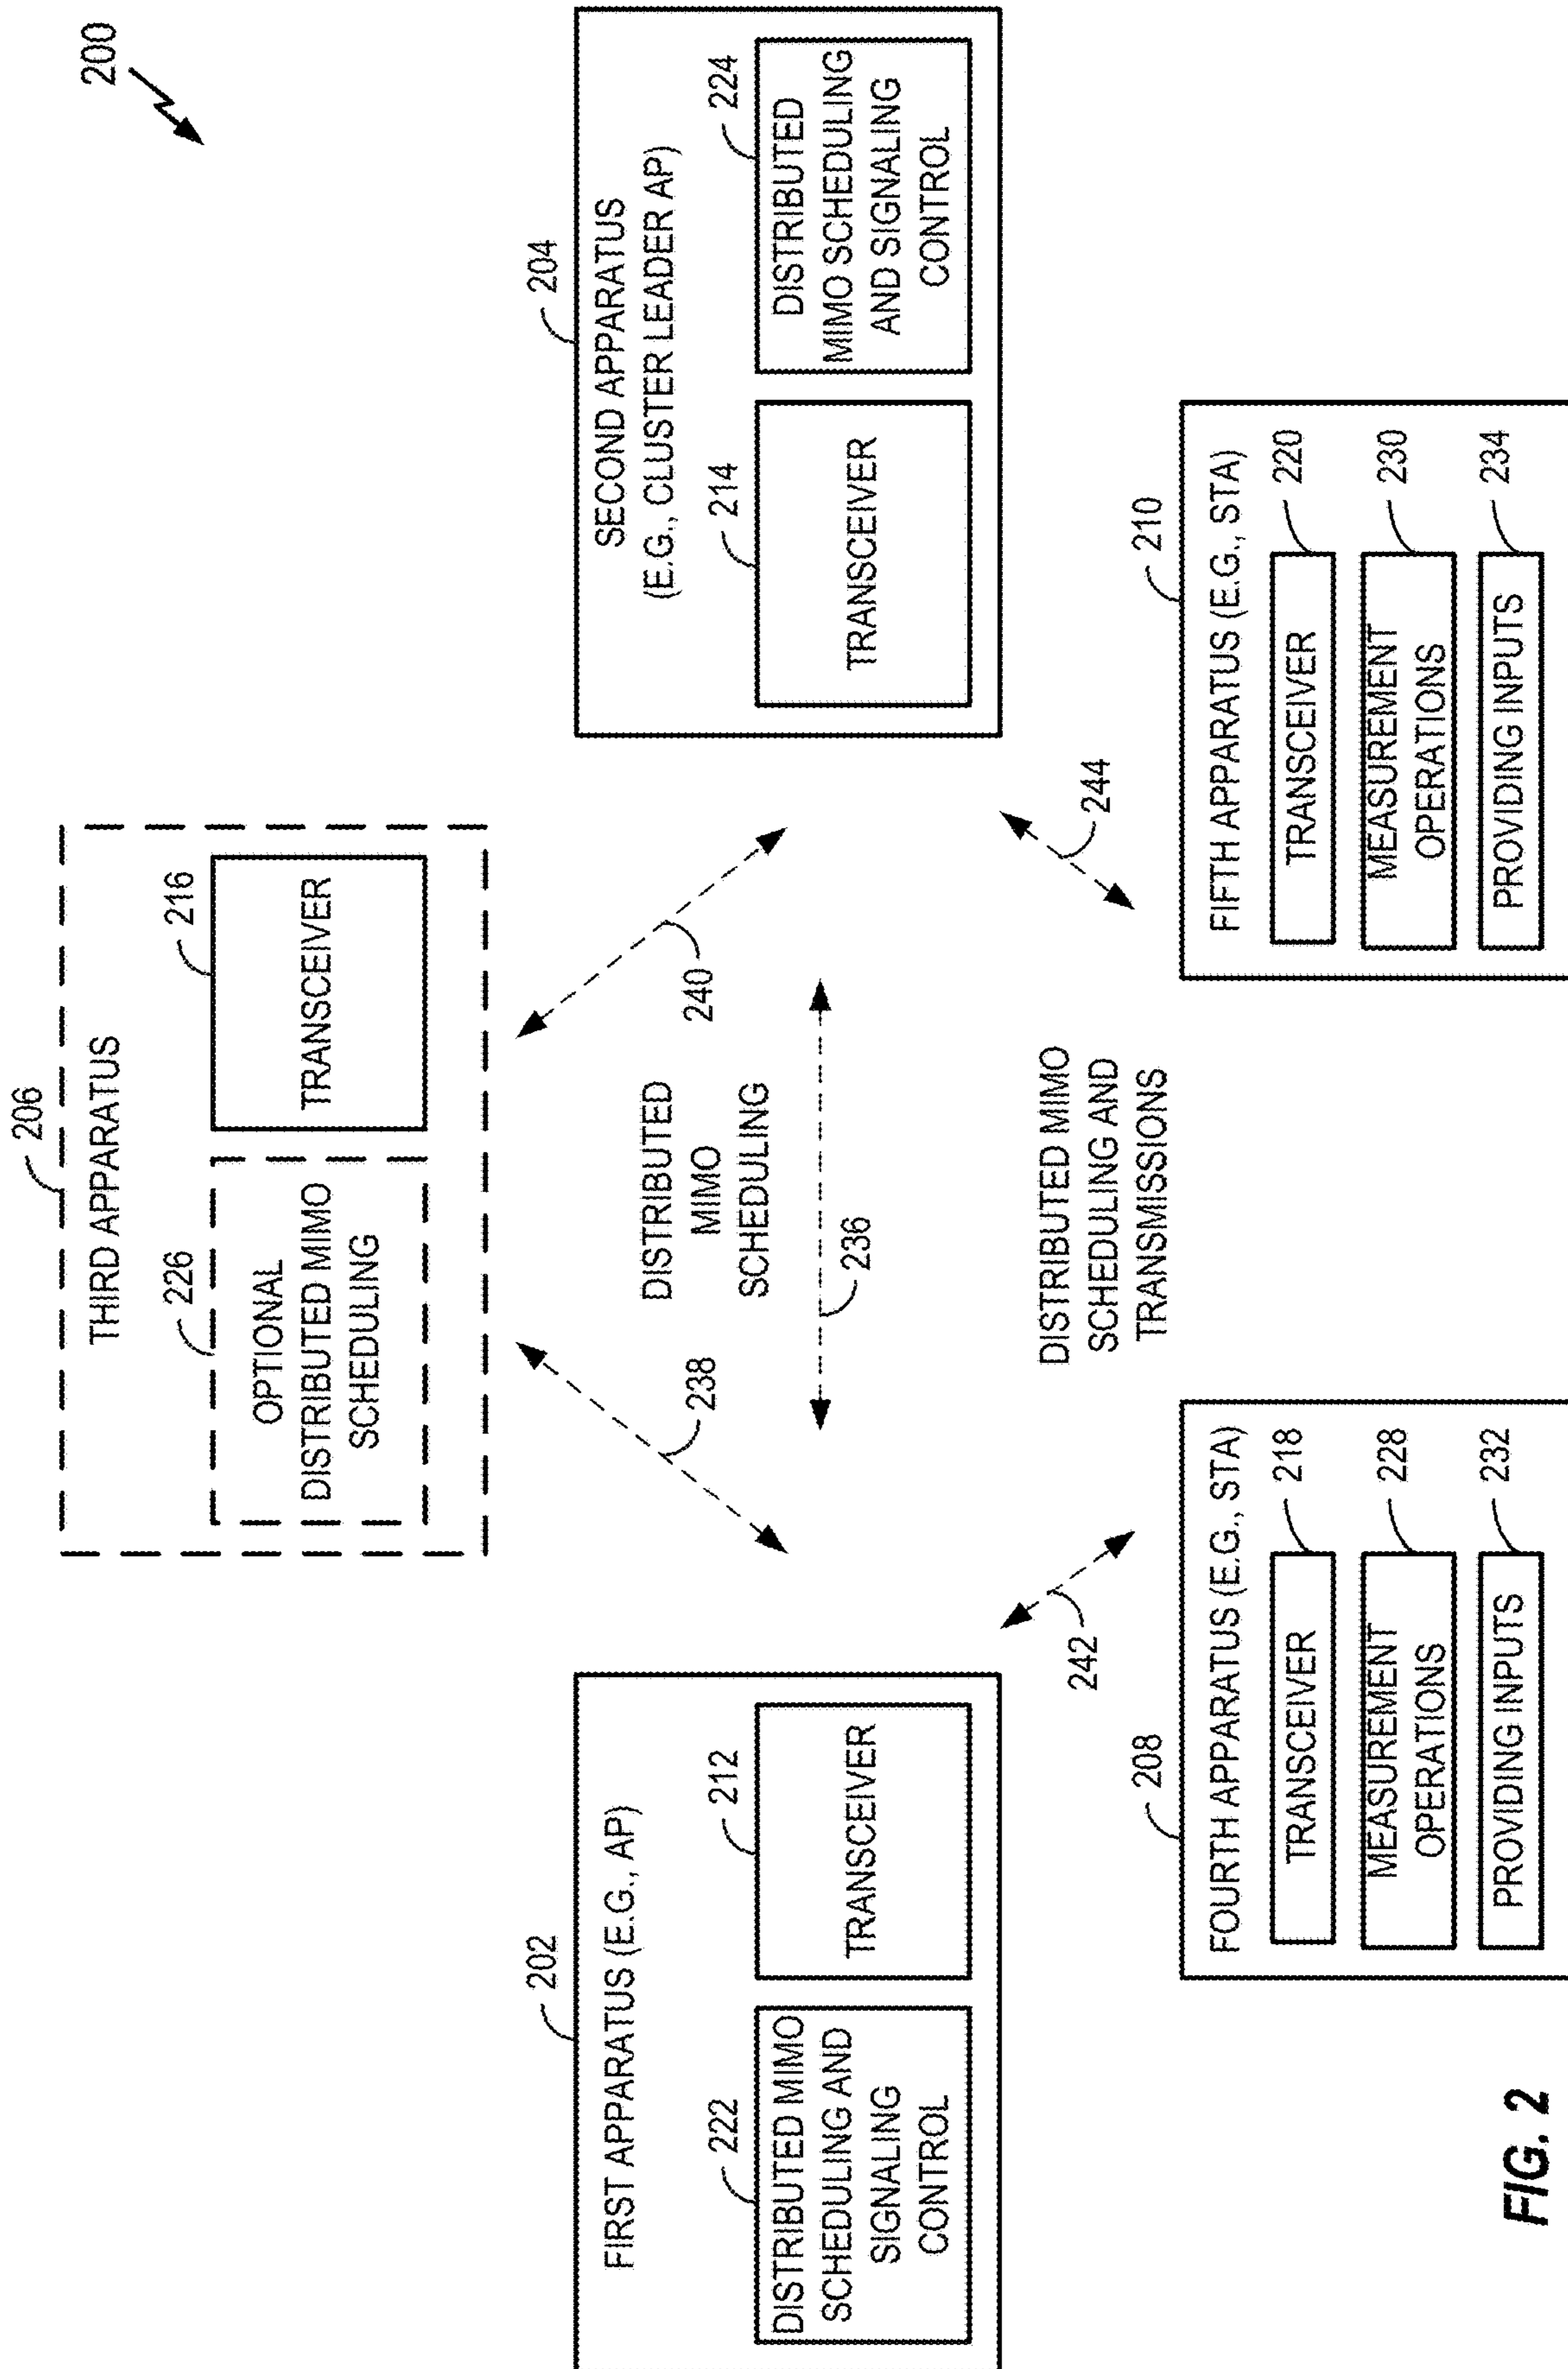 200
206
THIRD APPARATUS
226
216
OPTIONAL
DISTRIBUTED MIMO
SCHEDULING
TRANSCEIVER
202
FIRST APPARATUS (E.G., AP)
222
212
DISTRIBUTED MIMO
SCHEDULING AND
SIGNALING
CONTROL
TRANSCEIVER
238
DISTRIBUTED
MIMO
SCHEDULING
240
236
204
SECOND APPARATUS
(E.G., CLUSTER LEADER AP)
214
224
TRANSCEIVER
DISTRIBUTED
MIMO SCHEDULING
AND SIGNALING
CONTROL
242
DISTRIBUTED MIMO
SCHEDULING AND
TRANSMISSIONS
244
208
FOURTH APPARATUS (E.G., STA)
TRANSCEIVER
218
MEASUREMENT
OPERATIONS
228
PROVIDING INPUTS
232
210
FIFTH APPARATUS (E.G., STA)
TRANSCEIVER
220
MEASUREMENT
OPERATIONS
230
PROVIDING INPUTS
234
FIG. 2